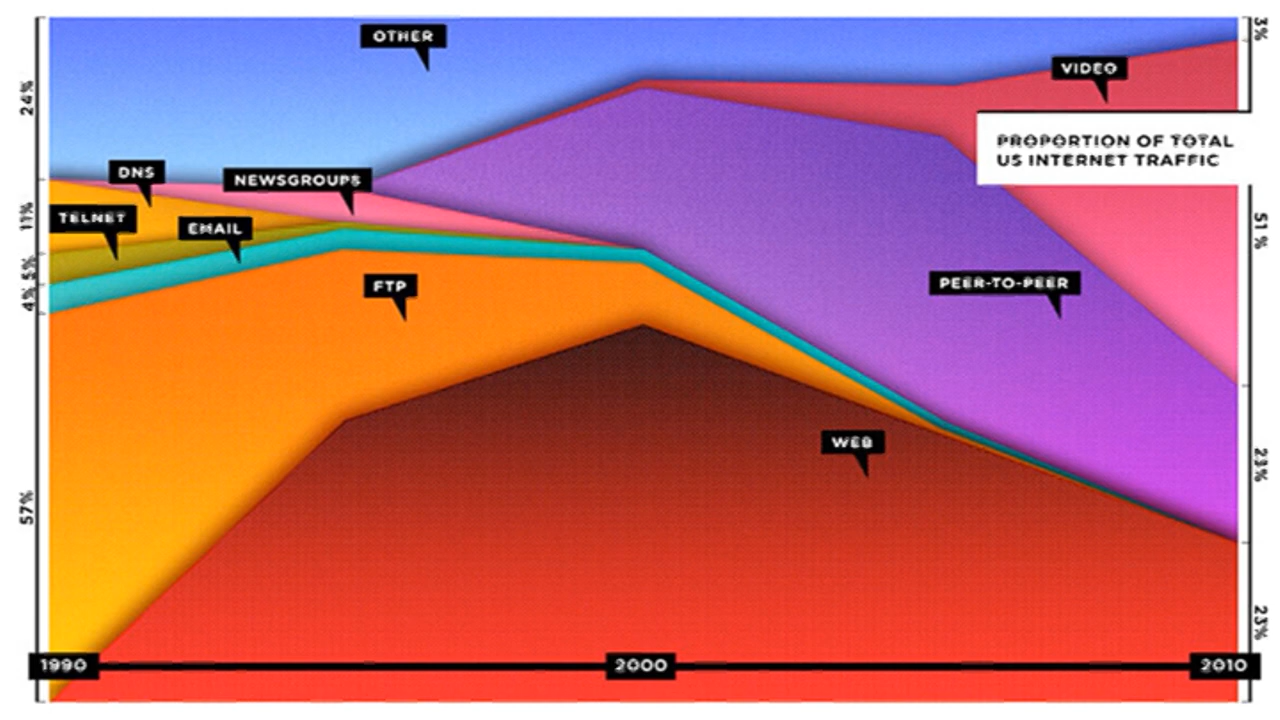 OTHER
3%
VIDEO
24%
PROPORTION OF TOTAL
US INTERNET TRAFFIC
DNS
NEWSGROUPS
TELNET
11%
EMAIL
51%
5%
FTP
PEER-TO-PEER
4%
WEB
23%
57%
23%
1990
2000
2010